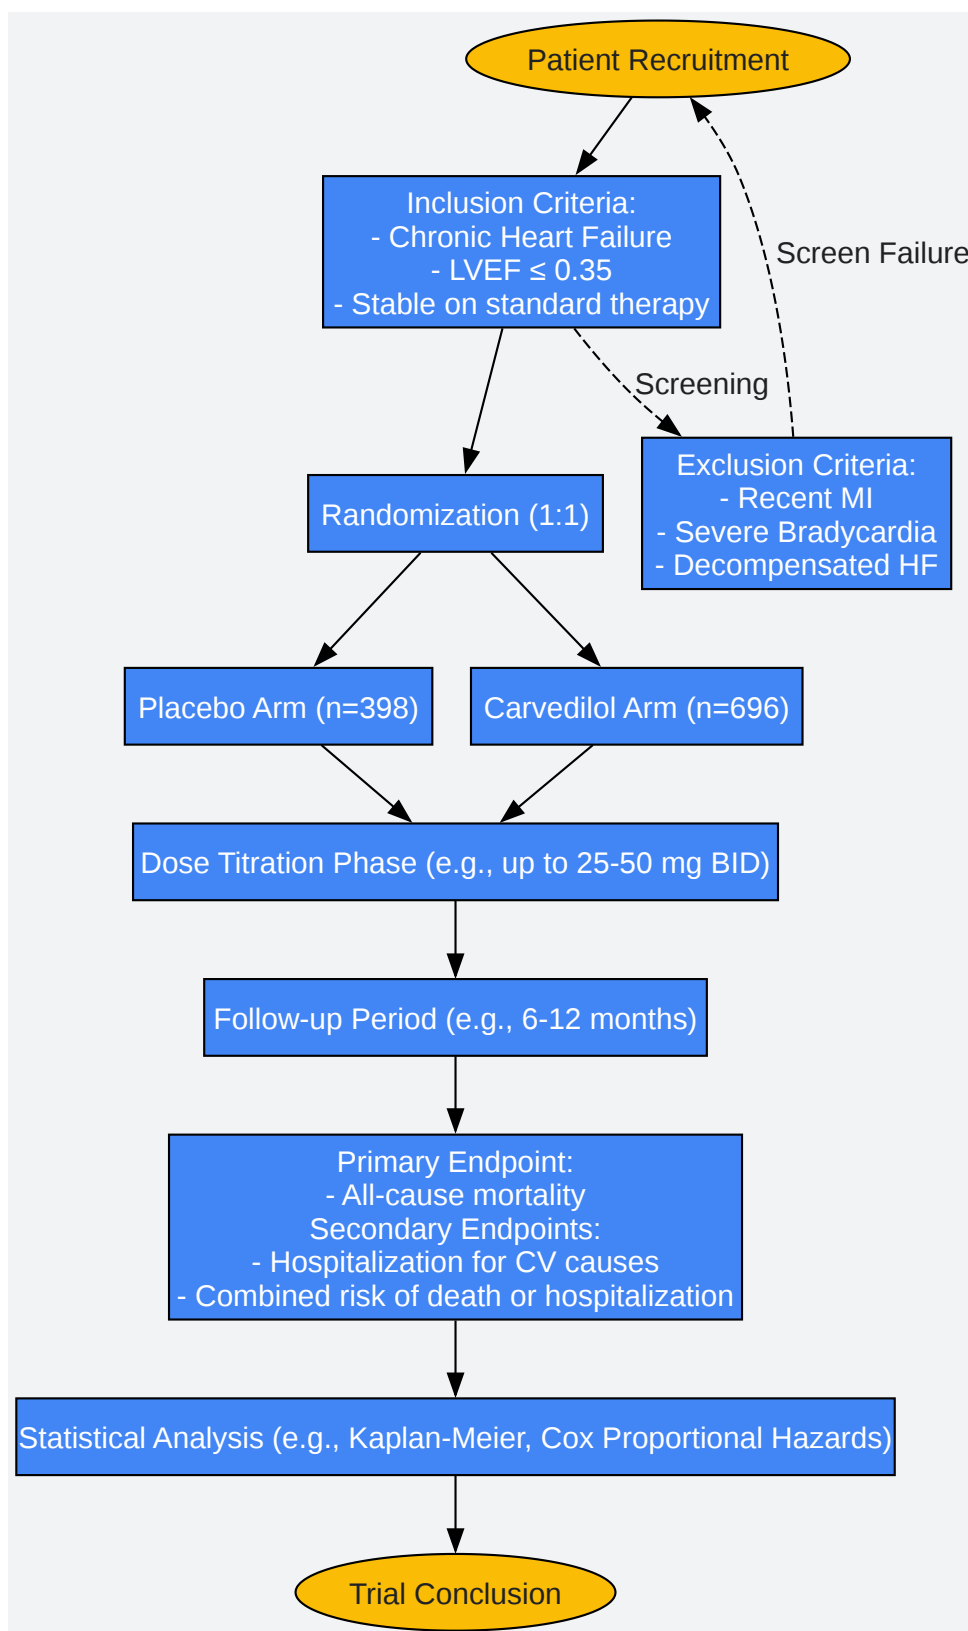 Patient Recruitment
Inclusion Criteria:
- Chronic Heart Failure
- LVEF ≤ 0.35
- Stable on standard therapy
Screen Failure
Screening
Exclusion Criteria:
- Recent MI
- Severe Bradycardia
- Decompensated HF
Randomization (1:1)
Placebo Arm (n=398)
Carvedilol Arm (n=696)
Dose Titration Phase (e.g., up to 25-50 mg BID)
Follow-up Period (e.g., 6-12 months)
Primary Endpoint:
- All-cause mortality
Secondary Endpoints:
- Hospitalization for CV causes
- Combined risk of death or hospitalization
Statistical Analysis (e.g., Kaplan-Meier, Cox Proportional Hazards)
Trial Conclusion